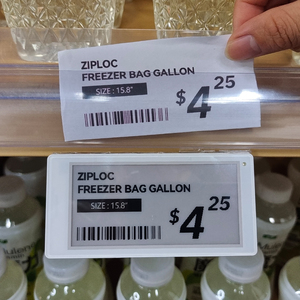 ZIPLOC
FREEZER BAG GALLON
SIZE : 15.8"
$4 25
ZIPLOC
FREEZER BAG GALLON
SIZE : 15.8"
$4 25